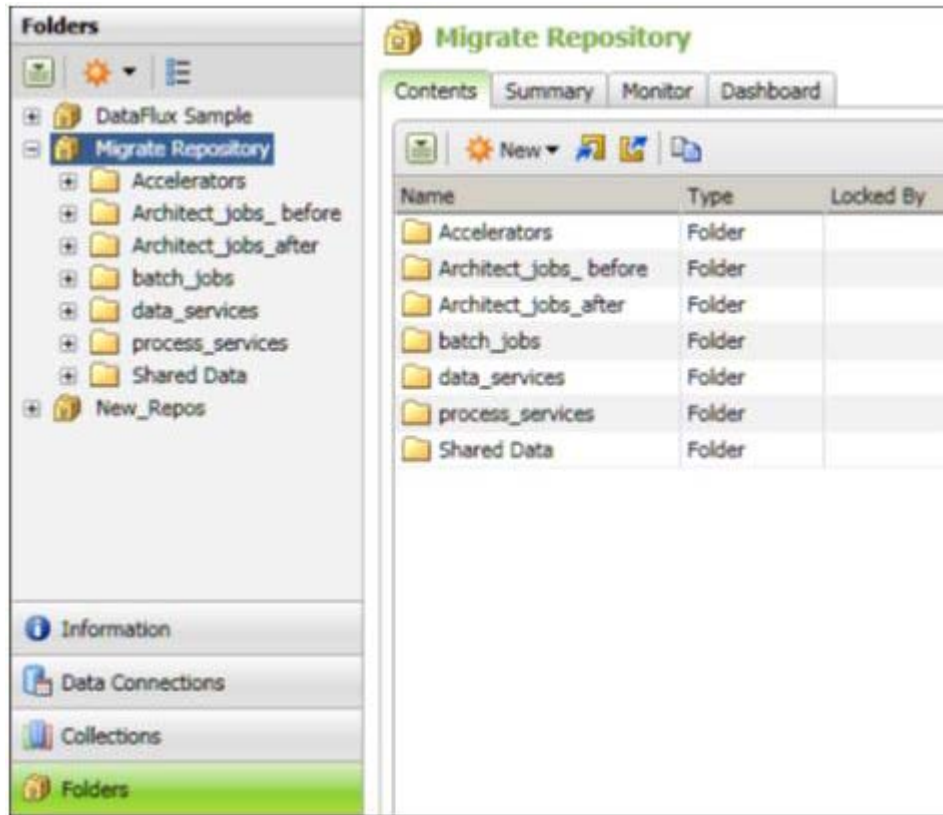 Folders
DataFlux Sample
Migrate Repository
Accelerators
Architect_jobs_ before
Architect_jobs_after
batch_jobs
data_services
process_services
Shared Data
New_Repos
Information
Data Connections
Collections
Folders
Migrate Repository
Contents Summary Monitor Dashboard
New
Name Type Locked By
Accelerators Folder
Architect_jobs_ before Folder
Architect_jobs_after Folder
batch_jobs Folder
data_services Folder
process_services Folder
Shared Data Folder